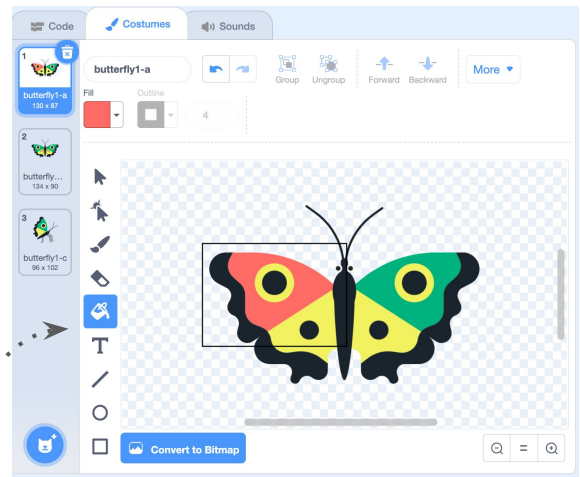 Code
Costumes
Sounds
1
butterfly1-a
130 x 87
2
butterfly...
134 x 90
3
butterfly1-c
96 x 102
butterfly1-a
Group
Ungroup
Forward
Backward
More
Fill
Outline
4
T
Convert to Bitmap
=